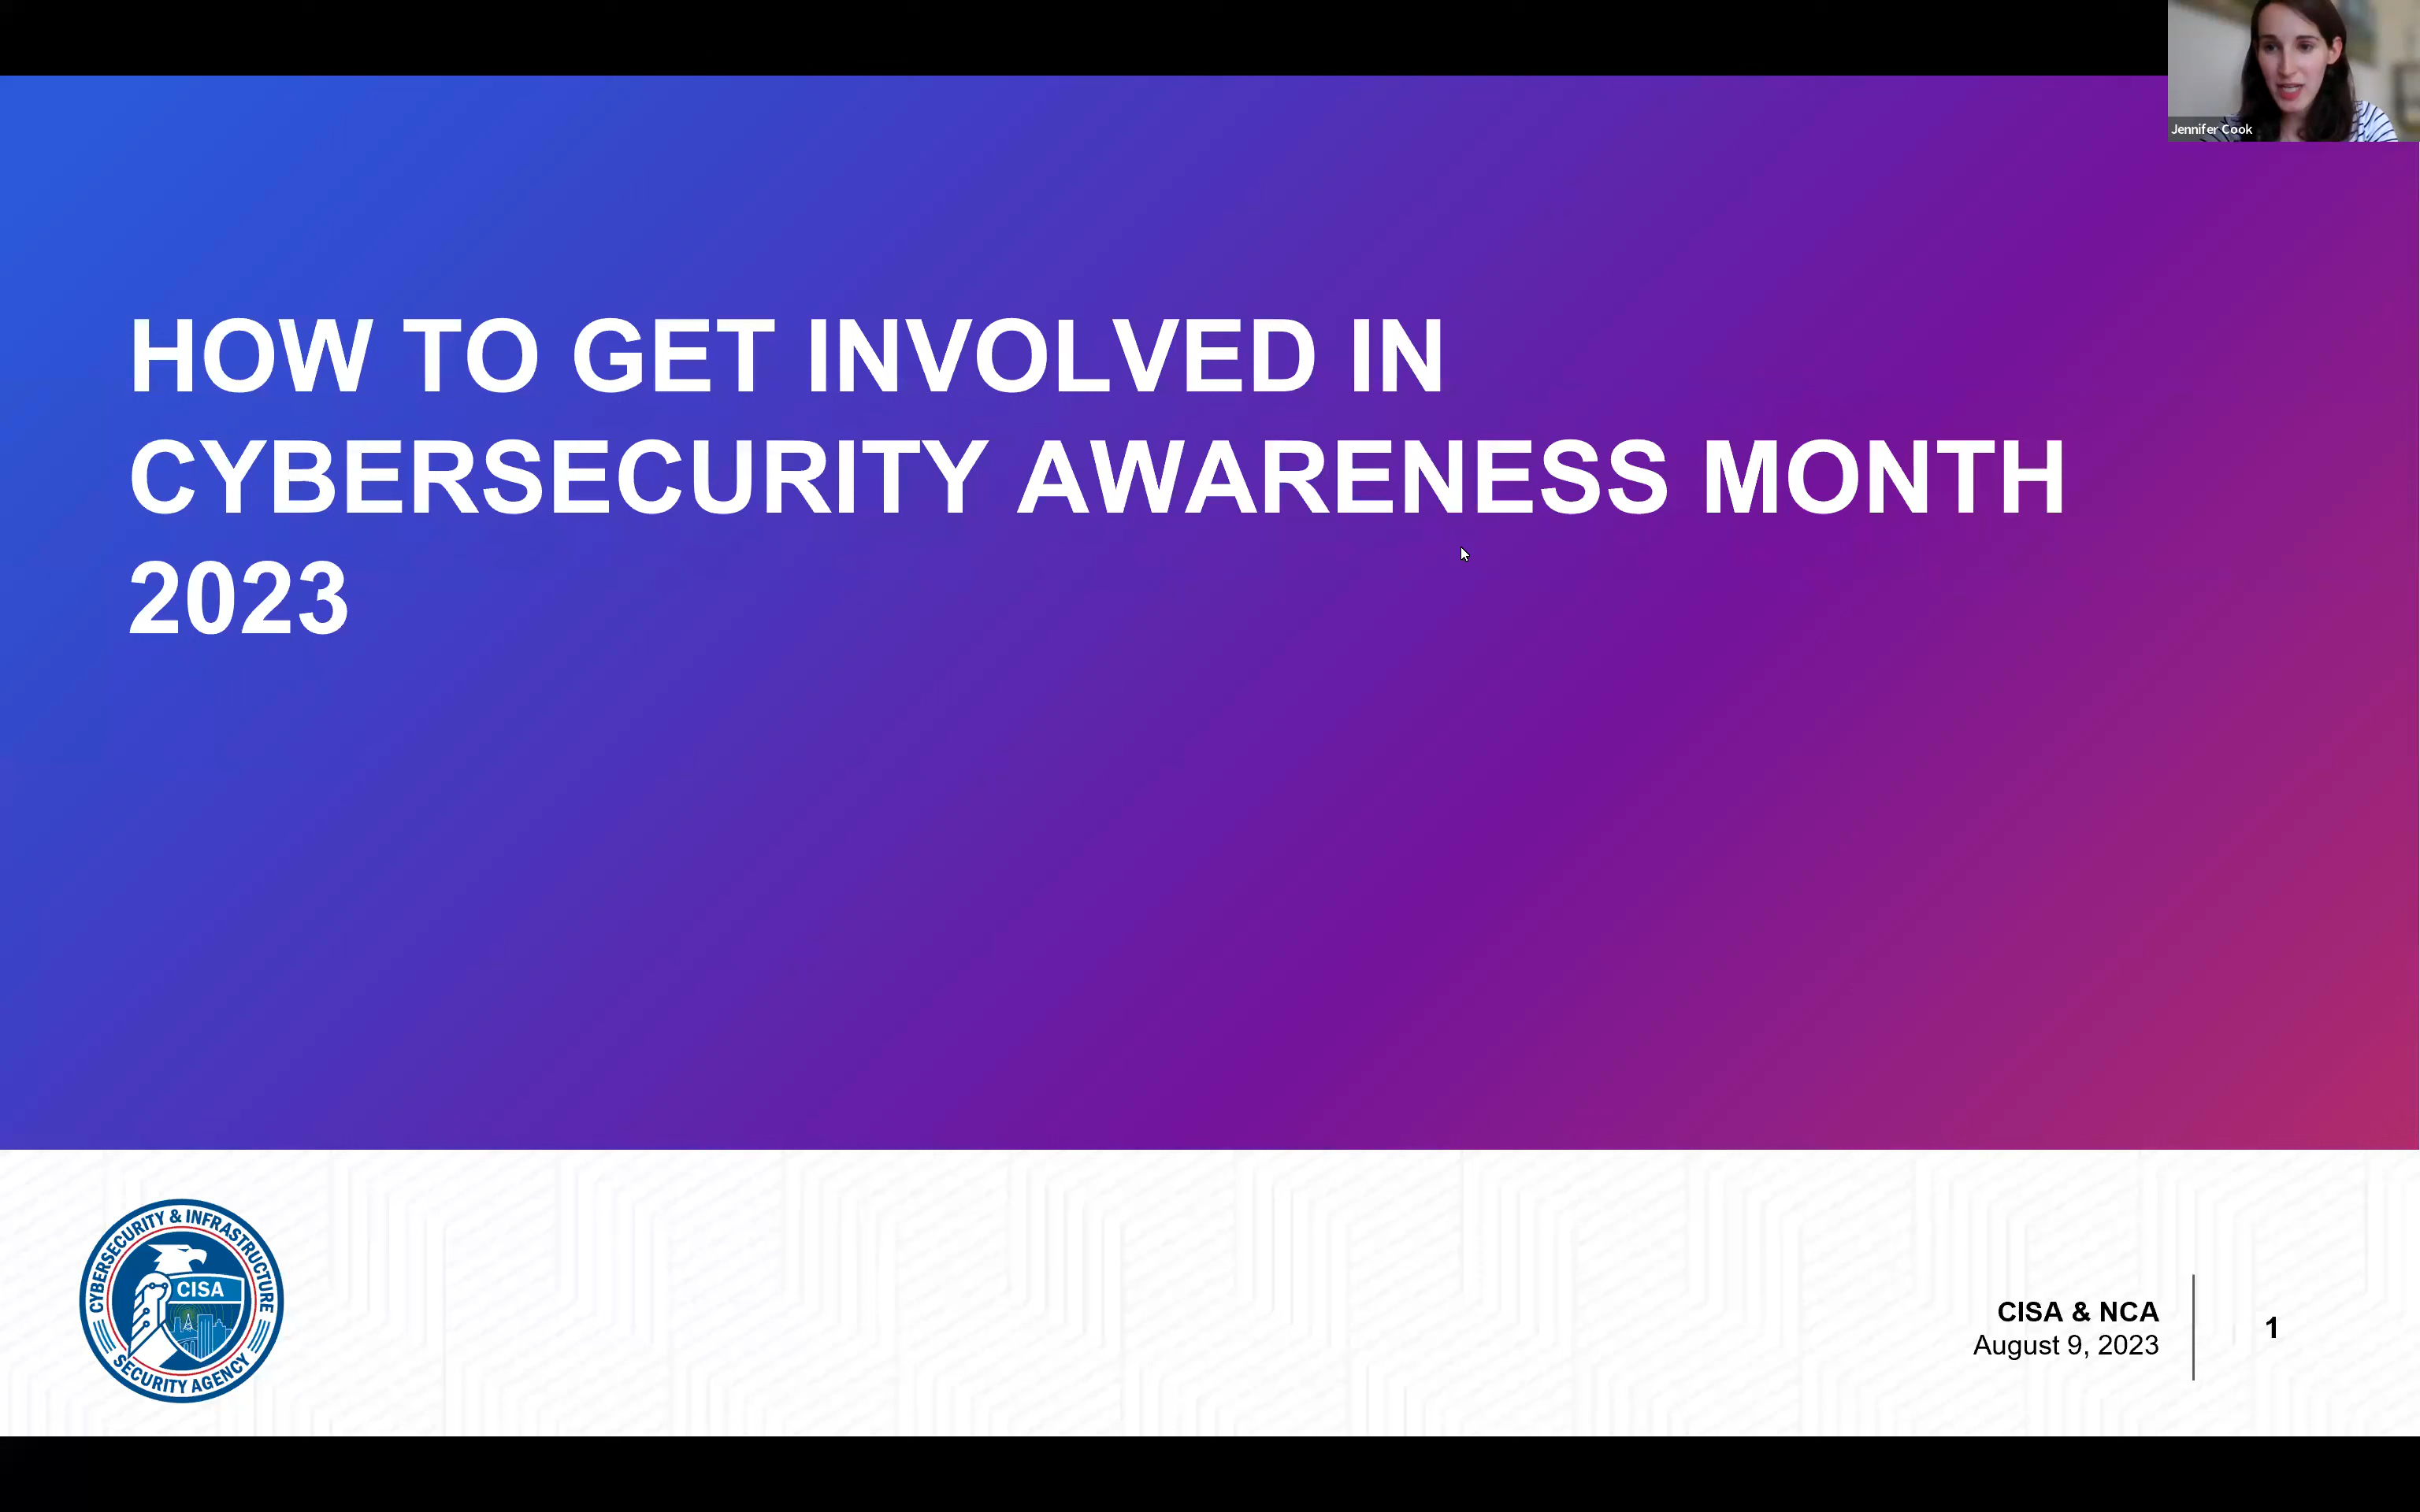 Jennifer Cook
HOW TO GET INVOLVED IN
CYBERSECURITY AWARENESS MONTH
2023
CYBERSECURITY & INFRASTRUCTURE
CISA
SECURITY AGENCY
CISA & NCA
August 9, 2023
1